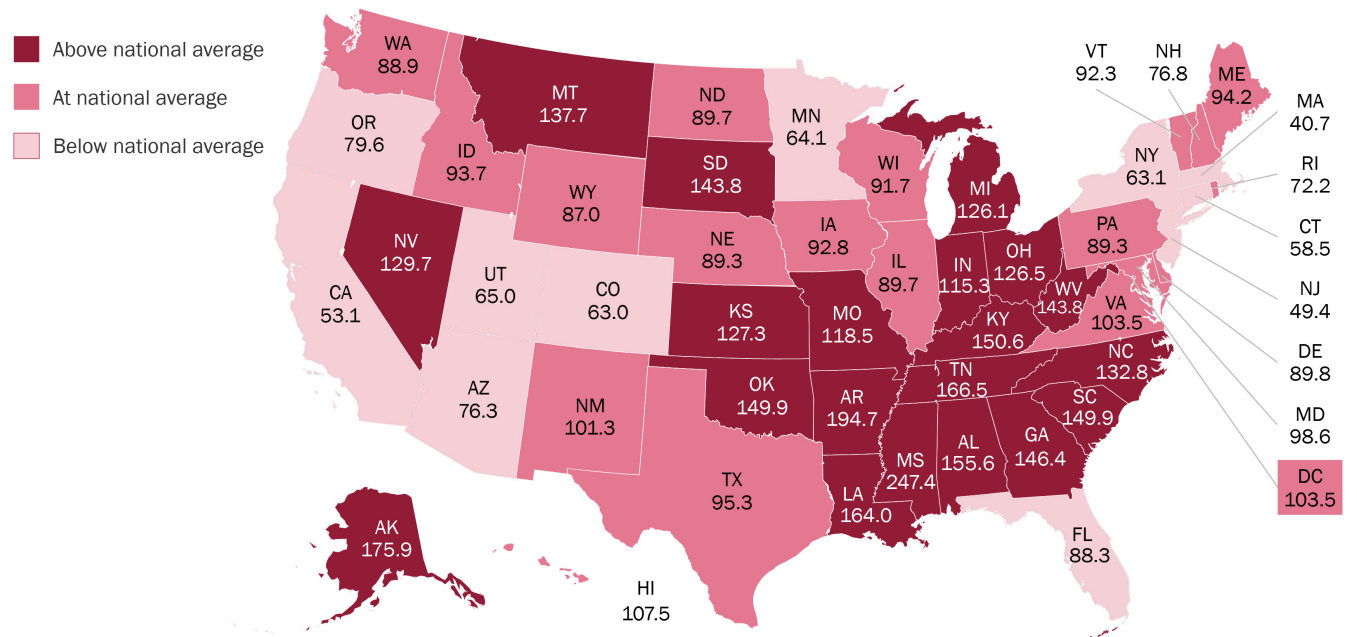 Above national average
At national average
Below national average
WA
88.9
OR
79.6
CA
53.1
ID
93.7
NV
129.7
MT
137.7
WY
87.0
UT
65.0
CO
63.0
AZ
76.3
NM
101.3
ND
89.7
SD
143.8
NE
89.3
KS
127.3
OK
149.9
TX
95.3
MN
64.1
IA
92.8
MO
118.5
AR
194.7
LA
164.0
WI
91.7
IL
89.7
MI
126.1
IN
115.3
OH
126.5
KY
150.6
TN
166.5
MS
247.4
AL
155.6
GA
146.4
FL
88.3
SC
149.9
NC
132.8
WV
143.8
VA
103.5
PA
89.3
NY
63.1
VT
92.3
NH
76.8
ME
94.2
MA
40.7
RI
72.2
CT
58.5
NJ
49.4
DE
89.8
MD
98.6
DC
103.5
AK
175.9
HI
107.5